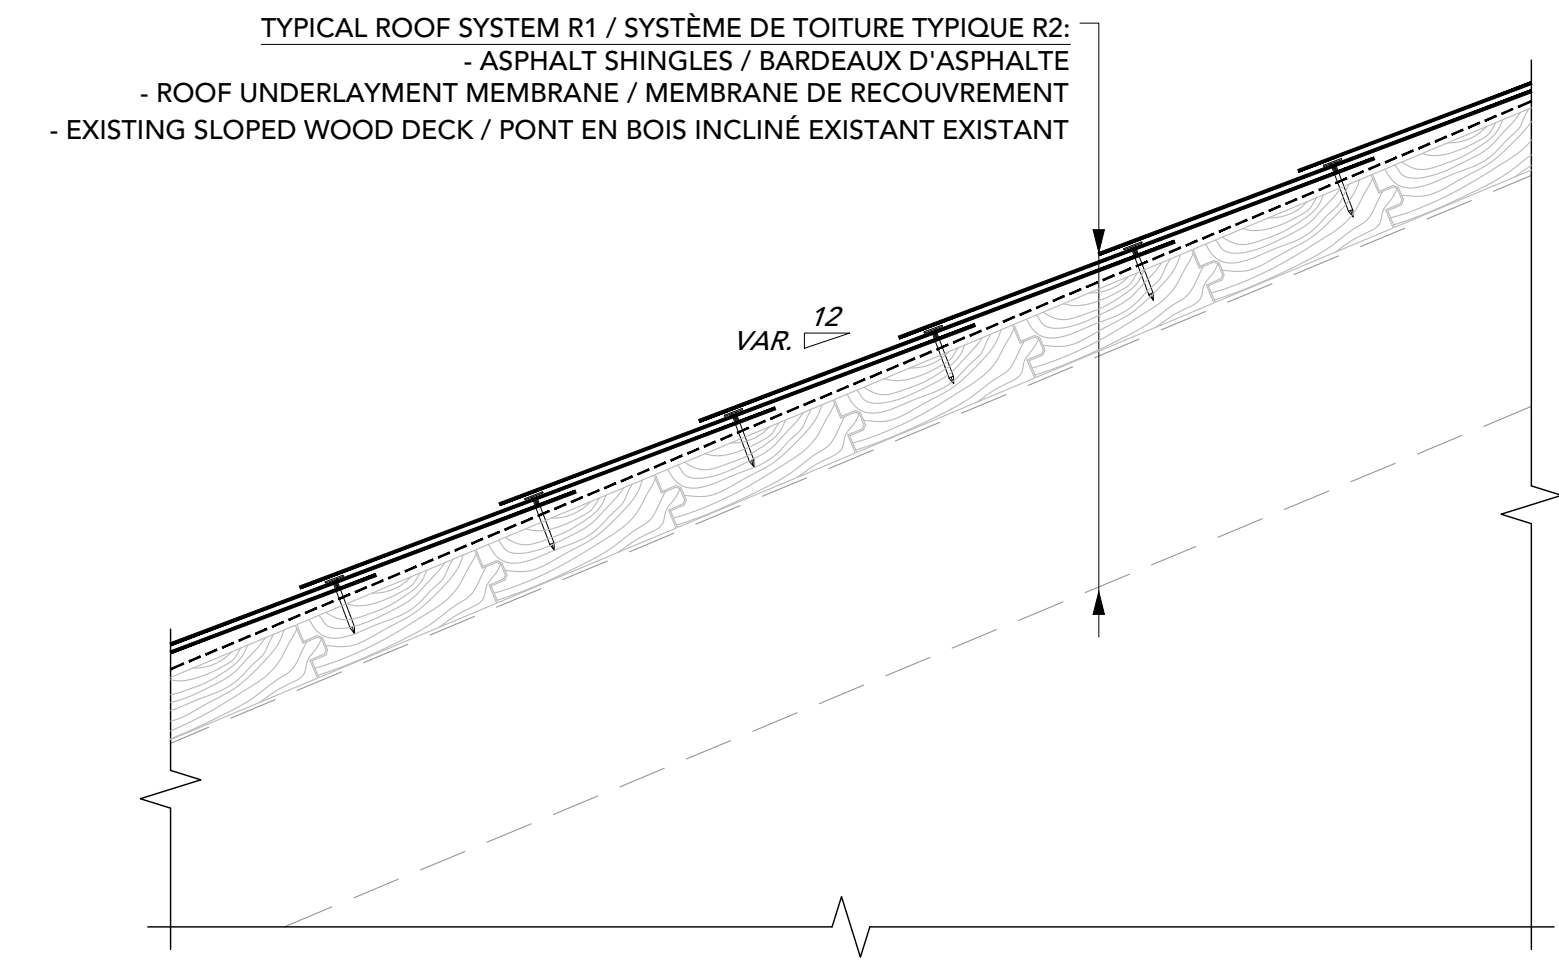 TYPICAL ROOF SYSTEM R1 / SYSTÈME DE TOITURE TYPIQUE R2:
- ASPHALT SHINGLES / BARDEAUX D'ASPHALTE
- ROOF UNDERLAYMENT MEMBRANE / MEMBRANE DE RECOUVREMENT
- EXISTING SLOPED WOOD DECK / PONT EN BOIS INCLINÉ EXISTANT EXISTANT
12
VAR.